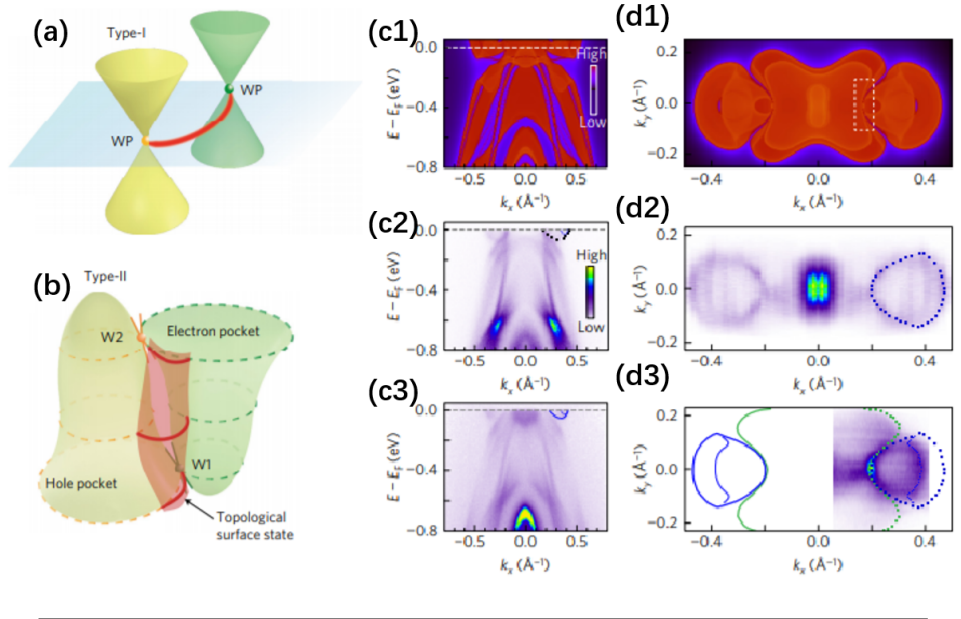 (a)
Type-I
WP
WP
(b)
Type-II
W2
Electron pocket
W1
Hole pocket
Topological
surface state
(c1)
0.0
−0.4
−0.8
E − E_F (eV)
High
Low
−0.5 0.0 0.5
kₓ (Å⁻¹)
(c2)
0.0
−0.4
−0.8
E − E_F (eV)
High
Low
−0.5 0.0 0.5
kₓ (Å⁻¹)
(c3)
0.0
−0.4
−0.8
E − E_F (eV)
−0.5 0.0 0.5
kₓ (Å⁻¹)
(d1)
0.2
0.0
−0.2
k_y (Å⁻¹)
−0.4 0.0 0.4
kₓ (Å⁻¹)
(d2)
0.2
0.0
−0.2
k_y (Å⁻¹)
−0.4 0.0 0.4
kₓ (Å⁻¹)
(d3)
0.2
0.0
−0.2
k_y (Å⁻¹)
−0.4 0.0 0.4
kₓ (Å⁻¹)